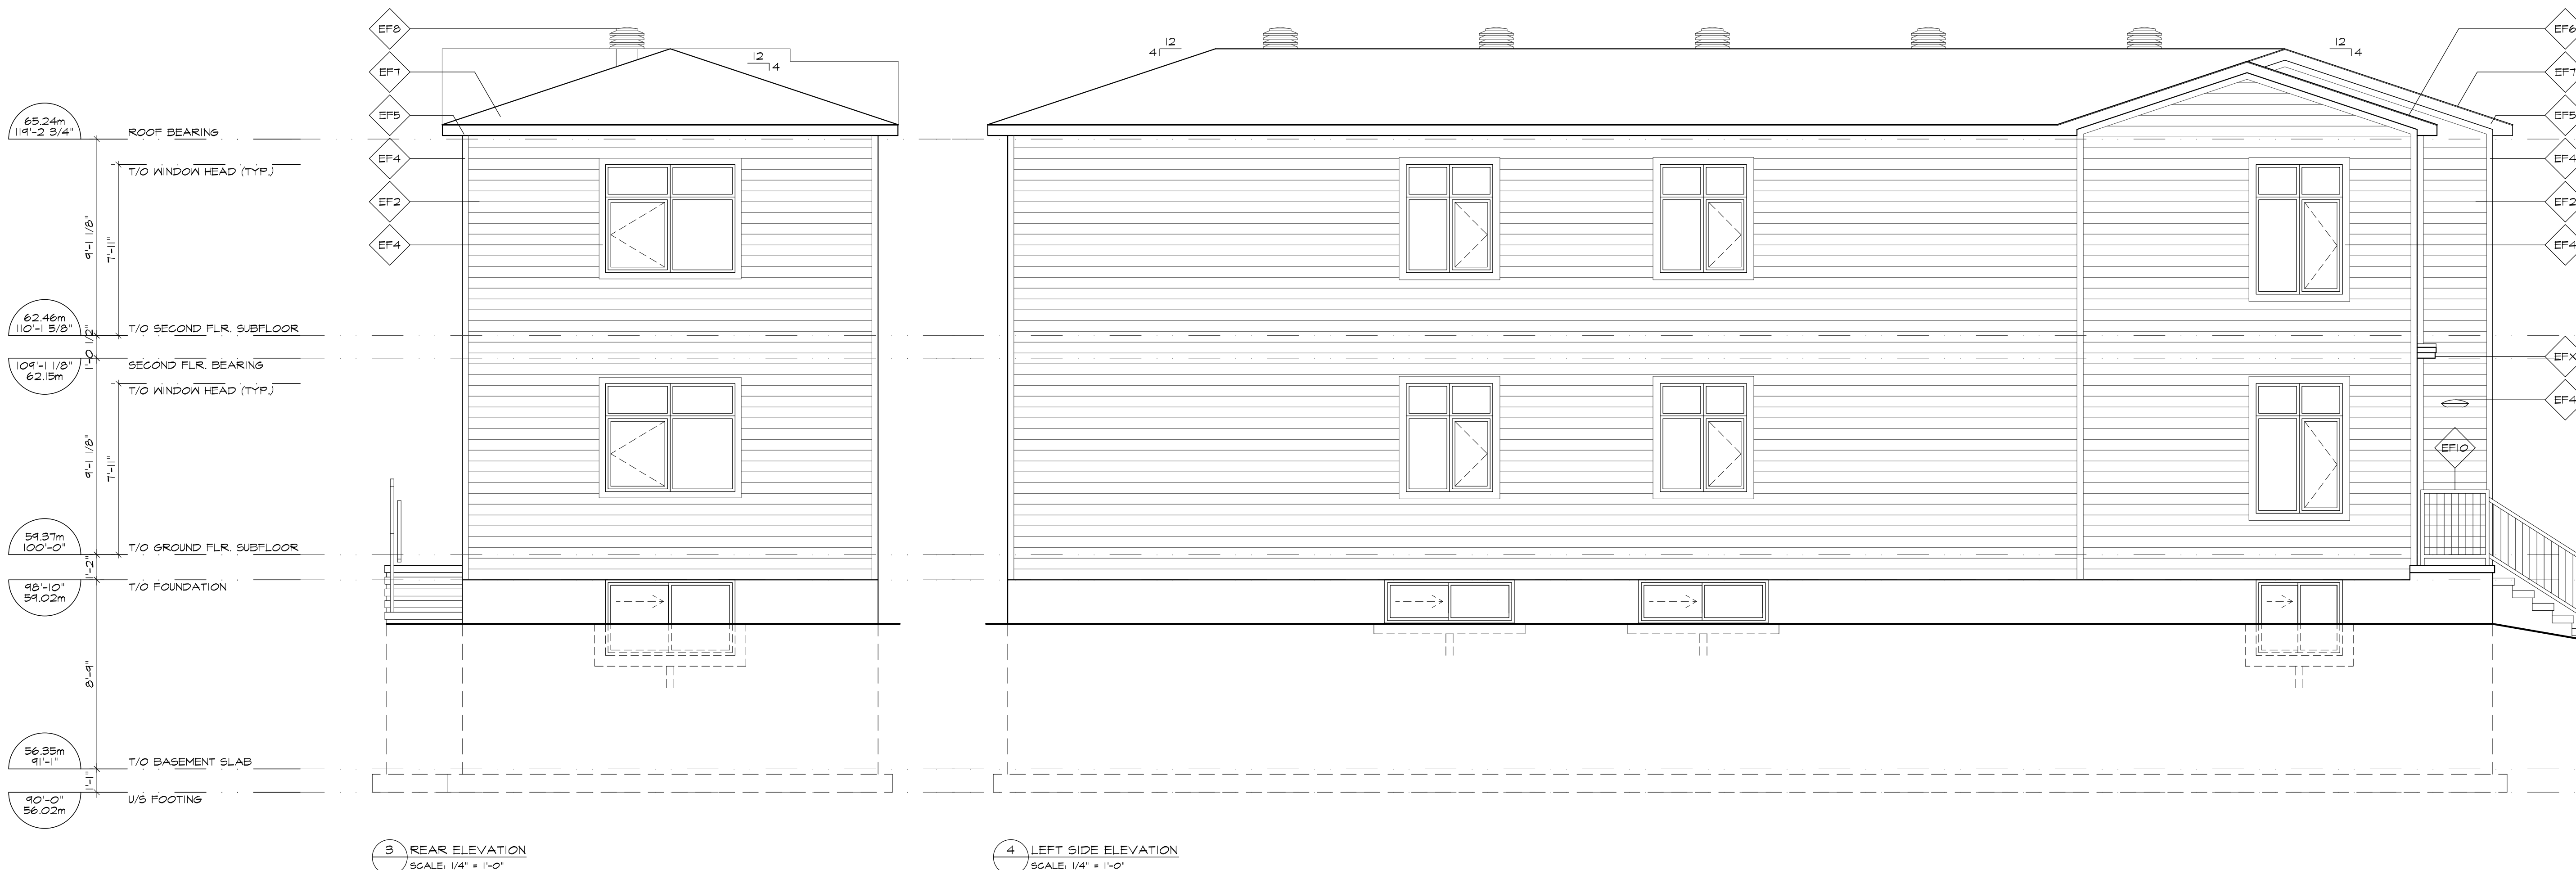 EF8
EF7
EF5
EF4
EF2
EF4
12
4
65.24m
119'-2 3/4"
ROOF BEARING
T/O WINDOW HEAD (TYP.)
9'-1 1/8"
7'-11"
62.46m
110'-1 5/8"
T/O SECOND FLR. SUBFLOOR
1'-0 1/2"
109'-1 1/8"
62.15m
SECOND FLR. BEARING
T/O WINDOW HEAD (TYP.)
9'-1 1/8"
7'-11"
59.37m
100'-0"
T/O GROUND FLR. SUBFLOOR
1'-2"
98'-10"
59.02m
T/O FOUNDATION
8'-9"
56.35m
91'-1"
T/O BASEMENT SLAB
1'-1"
90'-0"
56.02m
U/S FOOTING
3 REAR ELEVATION
SCALE: 1/4" = 1'-0"
12
4
12
4
EF6
EF7
EF5
EF4
EF2
EF4
EFX
EF4
EF10
4 LEFT SIDE ELEVATION
SCALE: 1/4" = 1'-0"